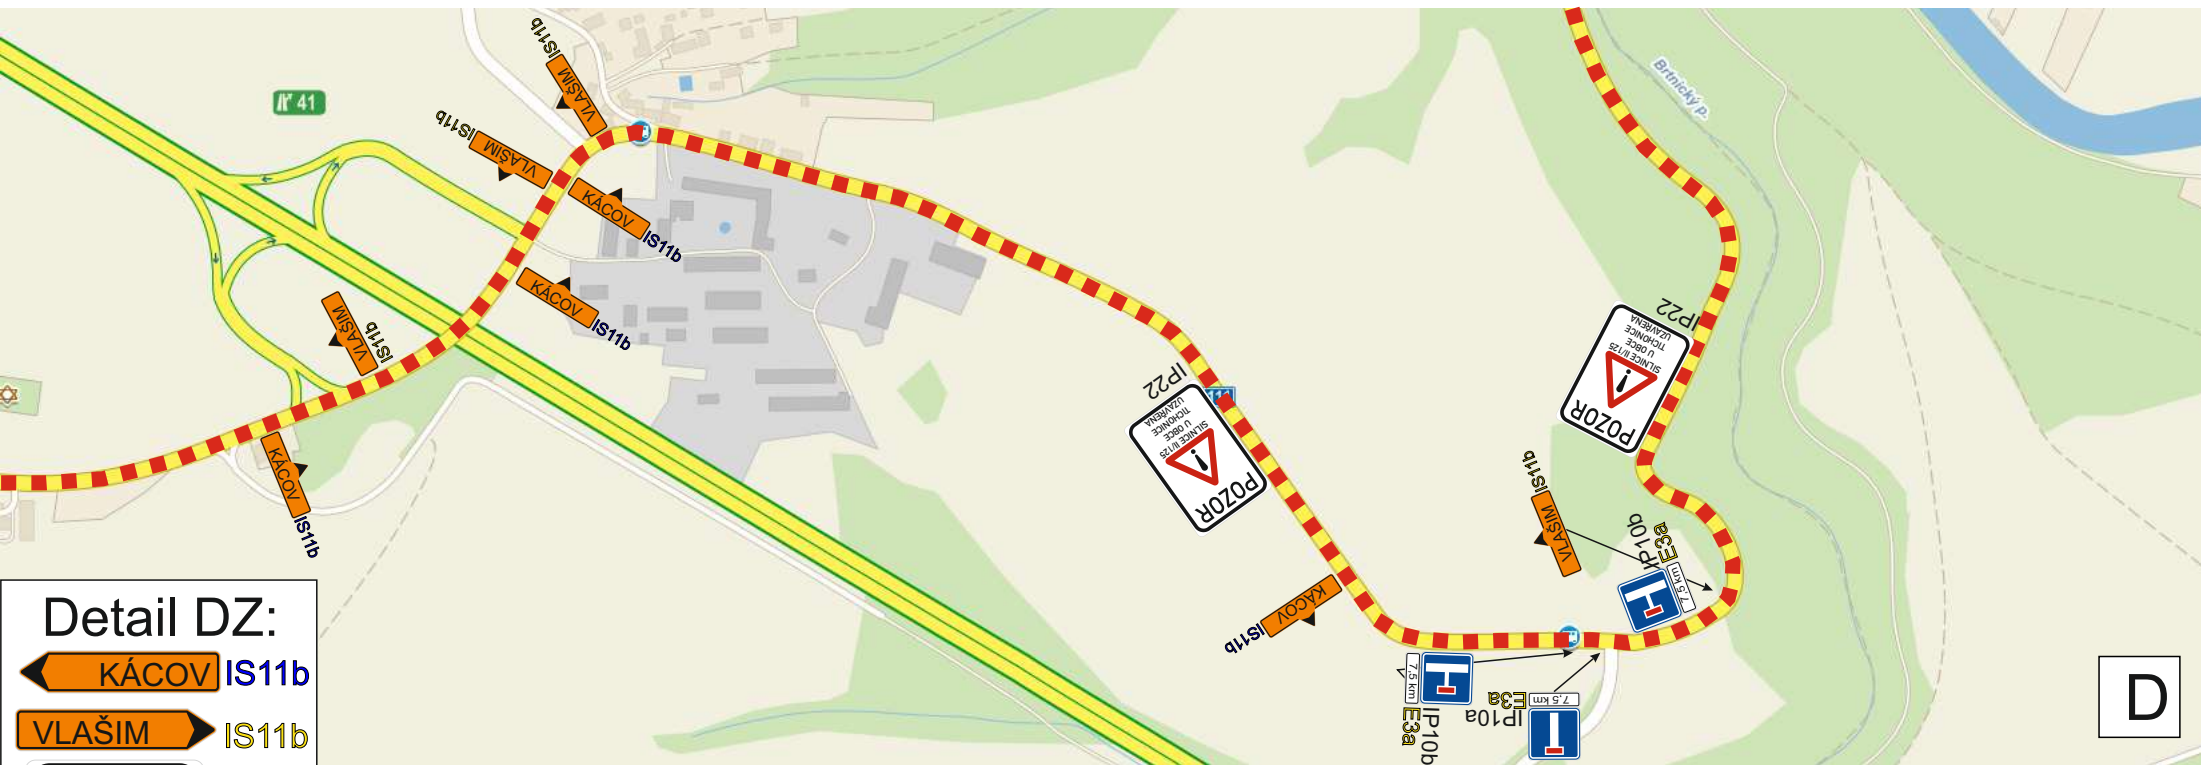 IS11b
VLAŠIM
41
IS11b
VLAŠIM
KÁCOV
IS11b
KÁCOV
IS11b
VLAŠIM
IS11b
KÁCOV
IS11b
Brtnický p.
IP22
POZOR
SILNICE II/125
U OBCE
TICHONICE
UZAVŘENA
111
IP22
POZOR
SILNICE II/125
U OBCE
TICHONICE
UZAVŘENA
IS11b
VLAŠIM
IP10b
E3a
7,5 km
KÁCOV
IS11b
7,5 km
E3a
IP10b
7,5 km
E3a
IP10a
Detail DZ:
KÁCOV IS11b
VLAŠIM IS11b
D